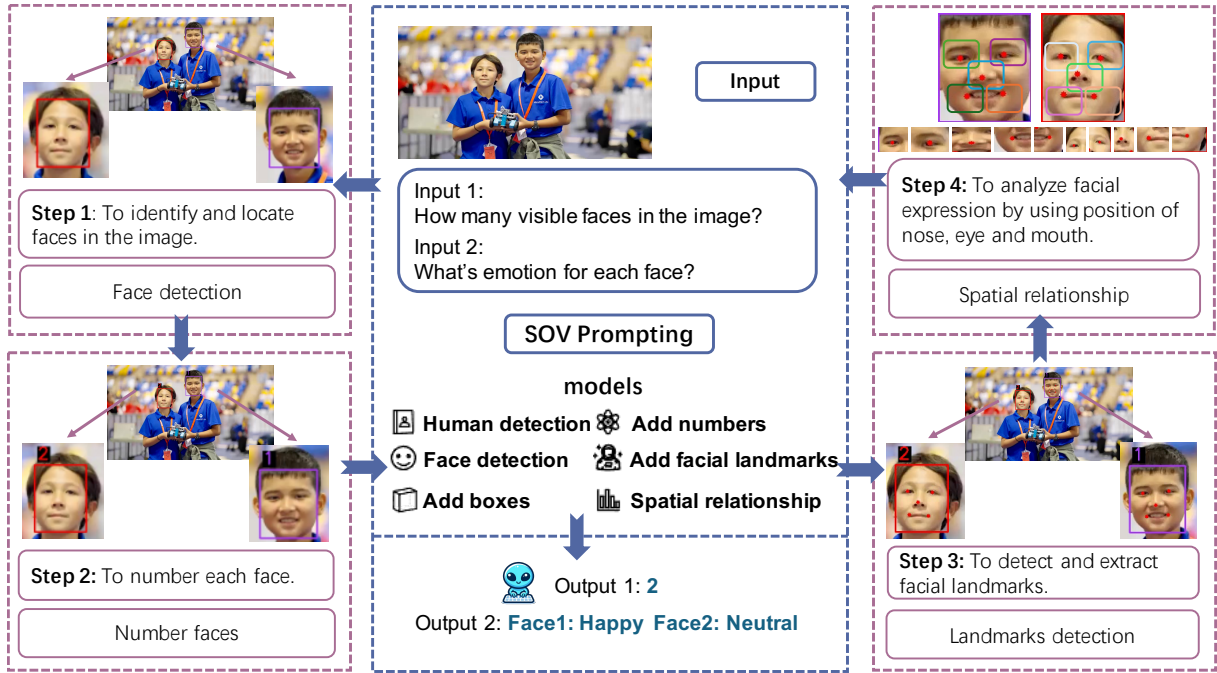 Step 1: To identify and locate
faces in the image.
Face detection
2
1
Step 2: To number each face.
Number faces
Input
Input 1:
How many visible faces in the image?
Input 2:
What's emotion for each face?
SOV Prompting
models
Human detection
Add numbers
Face detection
Add facial landmarks
Add boxes
Spatial relationship
Output 1: 2
Output 2: Face1: Happy Face2: Neutral
Step 4: To analyze facial
expression by using position of
nose, eye and mouth.
Spatial relationship
2
1
Step 3: To detect and extract
facial landmarks.
Landmarks detection